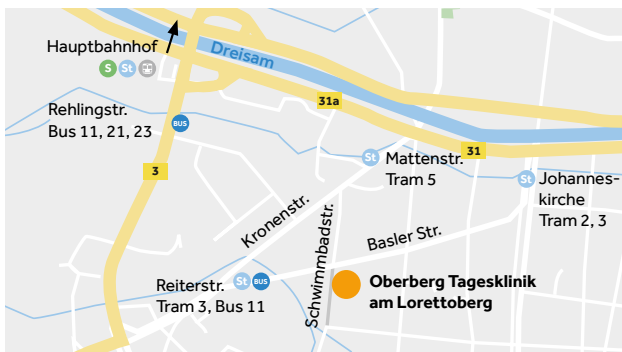 Hauptbahnhof
S St
Dreisam
Rehlingstr.
Bus 11, 21, 23
BUS
31a
31
3
St
Mattenstr.
Tram 5
St
Johannes-
kirche
Tram 2, 3
Kronenstr.
Schwimmbadstr.
Basler Str.
Reiterstr.
Tram 3, Bus 11
St BUS
Oberberg Tagesklinik
am Lorettoberg